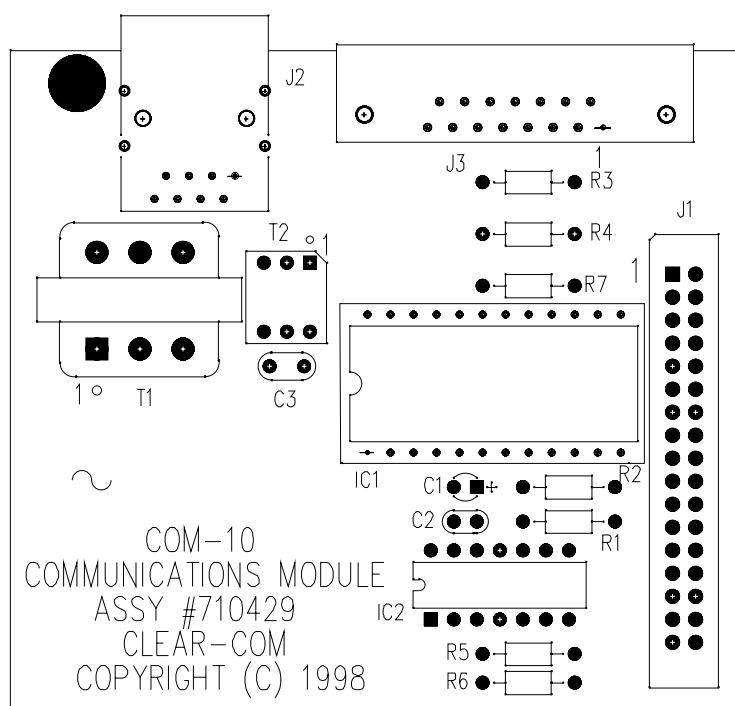 J2
J3
1
R3
J1
T2
1
R4
1
R7
1
T1
C3
IC1
C1
R2
C2
R1
COM-10
COMMUNICATIONS MODULE
ASSY #710429
IC2
CLEAR-COM
COPYRIGHT (C) 1998
R5
R6